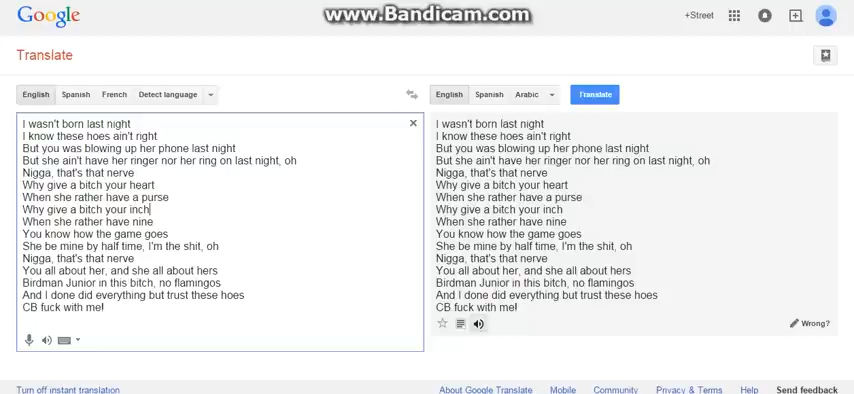 www.Bandicam.com
Google
+Street
Translate
English Spanish French Detect language
English Spanish Arabic Translate
I wasn't born last night
I know these hoes ain't right
But you was blowing up her phone last night
But she ain't have her ringer nor her ring on last night, oh
Nigga, that's that nerve
Why give a bitch your heart
When she rather have a purse
Why give a bitch your inch
When she rather have nine
You know how the game goes
She be mine by half time, I'm the shit, oh
Nigga, that's that nerve
You all about her, and she all about hers
Birdman Junior in this bitch, no flamingos
And I done did everything but trust these hoes
CB fuck with me!
I wasn't born last night
I know these hoes ain't right
But you was blowing up her phone last night
But she ain't have her ringer nor her ring on last night, oh
Nigga, that's that nerve
Why give a bitch your heart
When she rather have a purse
Why give a bitch your inch
When she rather have nine
You know how the game goes
She be mine by half time, I'm the shit, oh
Nigga, that's that nerve
You all about her, and she all about hers
Birdman Junior in this bitch, no flamingos
And I done did everything but trust these hoes
CB fuck with me!
Wrong?
Turn off instant translation
About Google Translate Mobile Community Privacy & Terms Help Send feedback